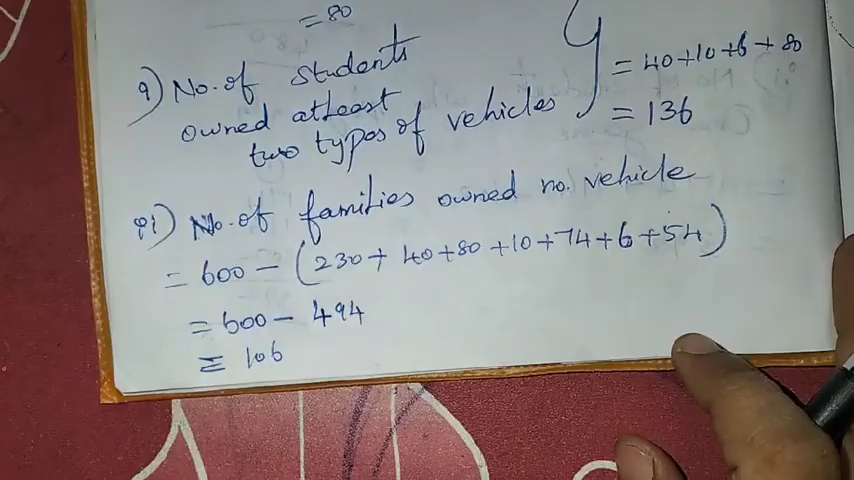 = 80
i) No. of students
owned atleast
two types of vehicles } = 40+10+6+80
= 136
ii) No. of families owned no. vehicle
= 600 - (230+ 40+80+10+74+6+54)
= 600 - 494
= 106